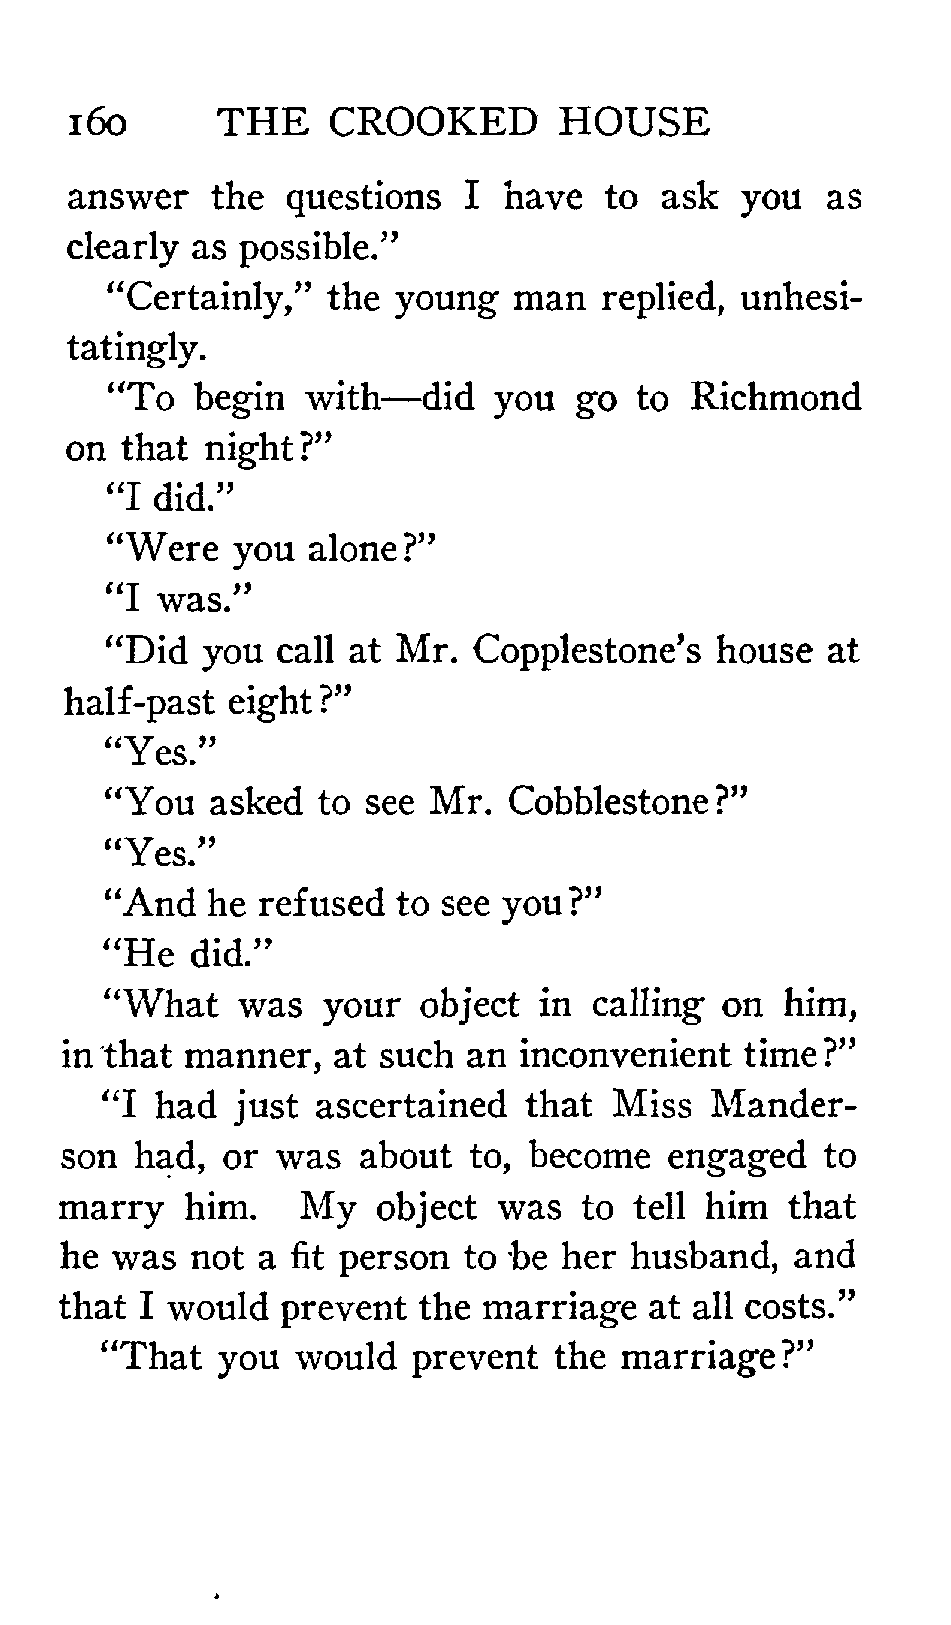 160 THE CROOKED HOUSE
answer the questions I have to ask you as
clearly as possible."
"Certainly," the young man replied, unhesi-
tatingly.
"To begin with—did you go to Richmond
on that night?"
"I did."
"Were you alone?"
"I was."
"Did you call at Mr. Copplestone's house at
half-past eight?"
"Yes."
"You asked to see Mr. Cobblestone?"
"Yes."
"And he refused to see you?"
"He did."
"What was your object in calling on him,
in that manner, at such an inconvenient time?"
"I had just ascertained that Miss Mander-
son had, or was about to, become engaged to
marry him. My object was to tell him that
he was not a fit person to be her husband, and
that I would prevent the marriage at all costs."
"That you would prevent the marriage?"